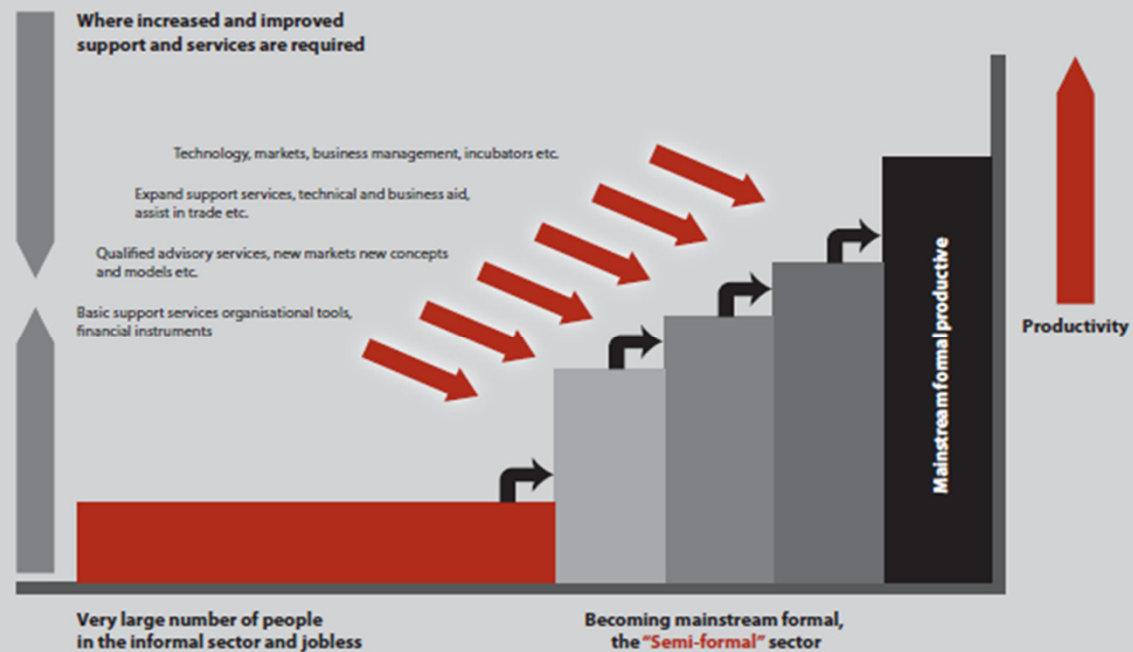 Where increased and improved
support and services are required
Technology, markets, business management, incubators etc.
Expand support services, technical and business aid,
assist in trade etc.
Qualified advisory services, new markets new concepts
and models etc.
Basic support services organisational tools,
financial instruments
Mainstream formal productive
Productivity
Very large number of people
in the informal sector and jobless
Becoming mainstream formal,
the "Semi-formal" sector